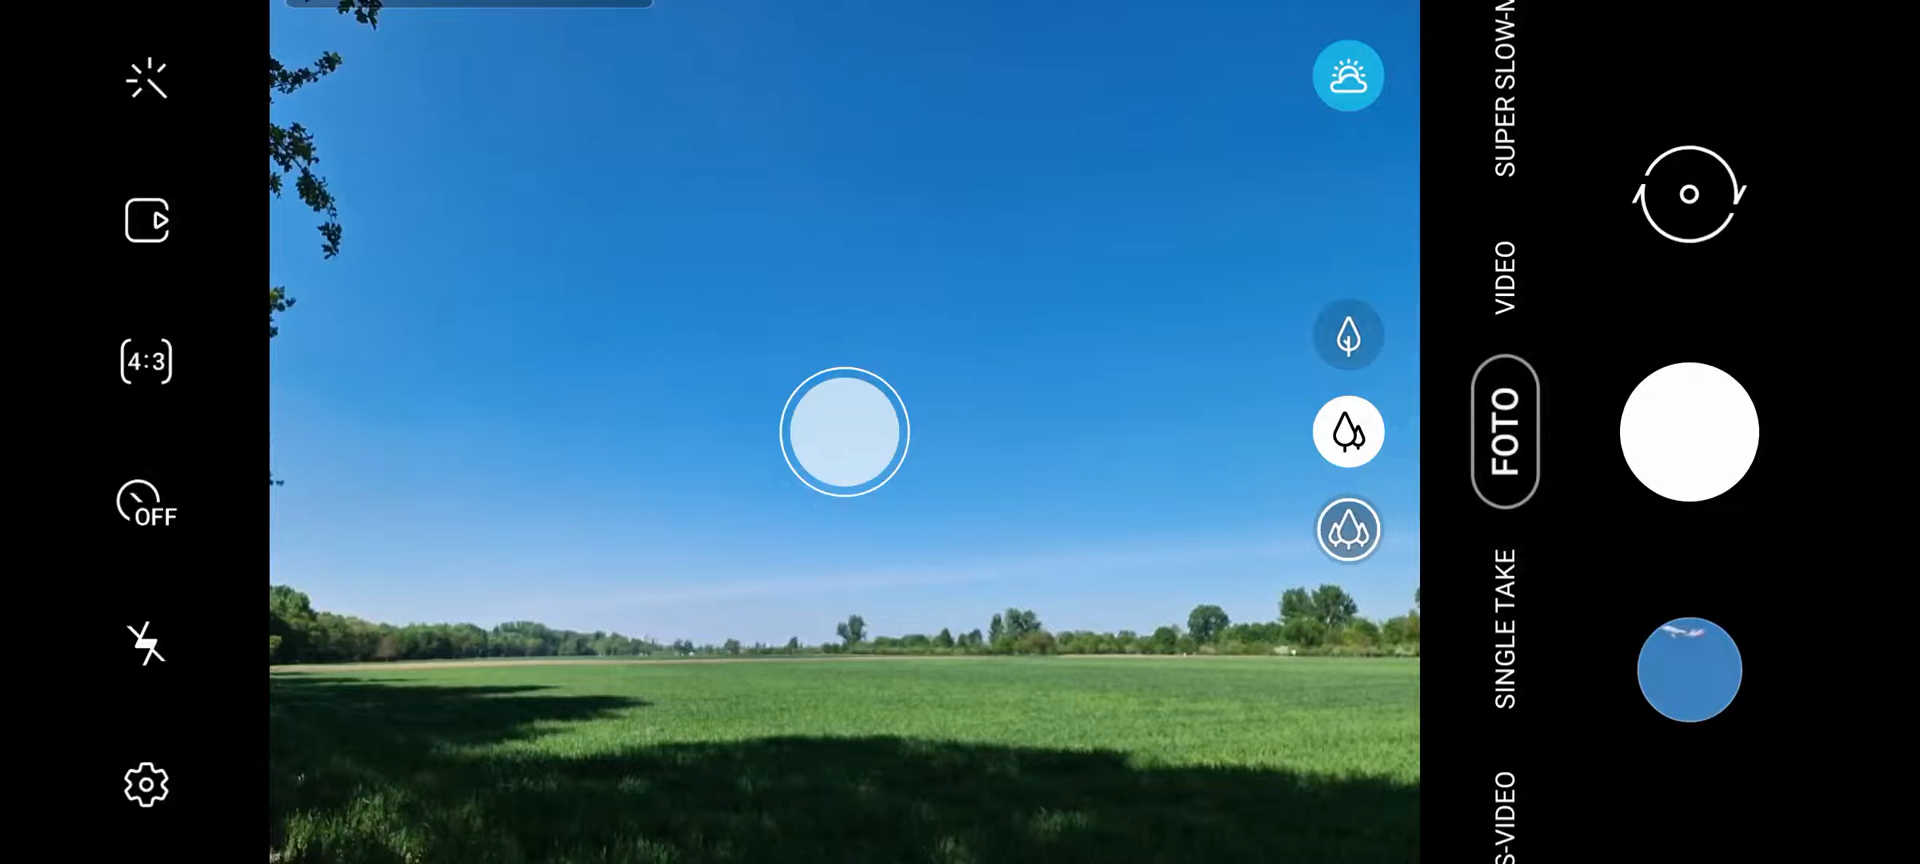 4:3
OFF
SUPER SLOW-M
VIDEO
FOTO
SINGLE TAKE
S-VIDEO